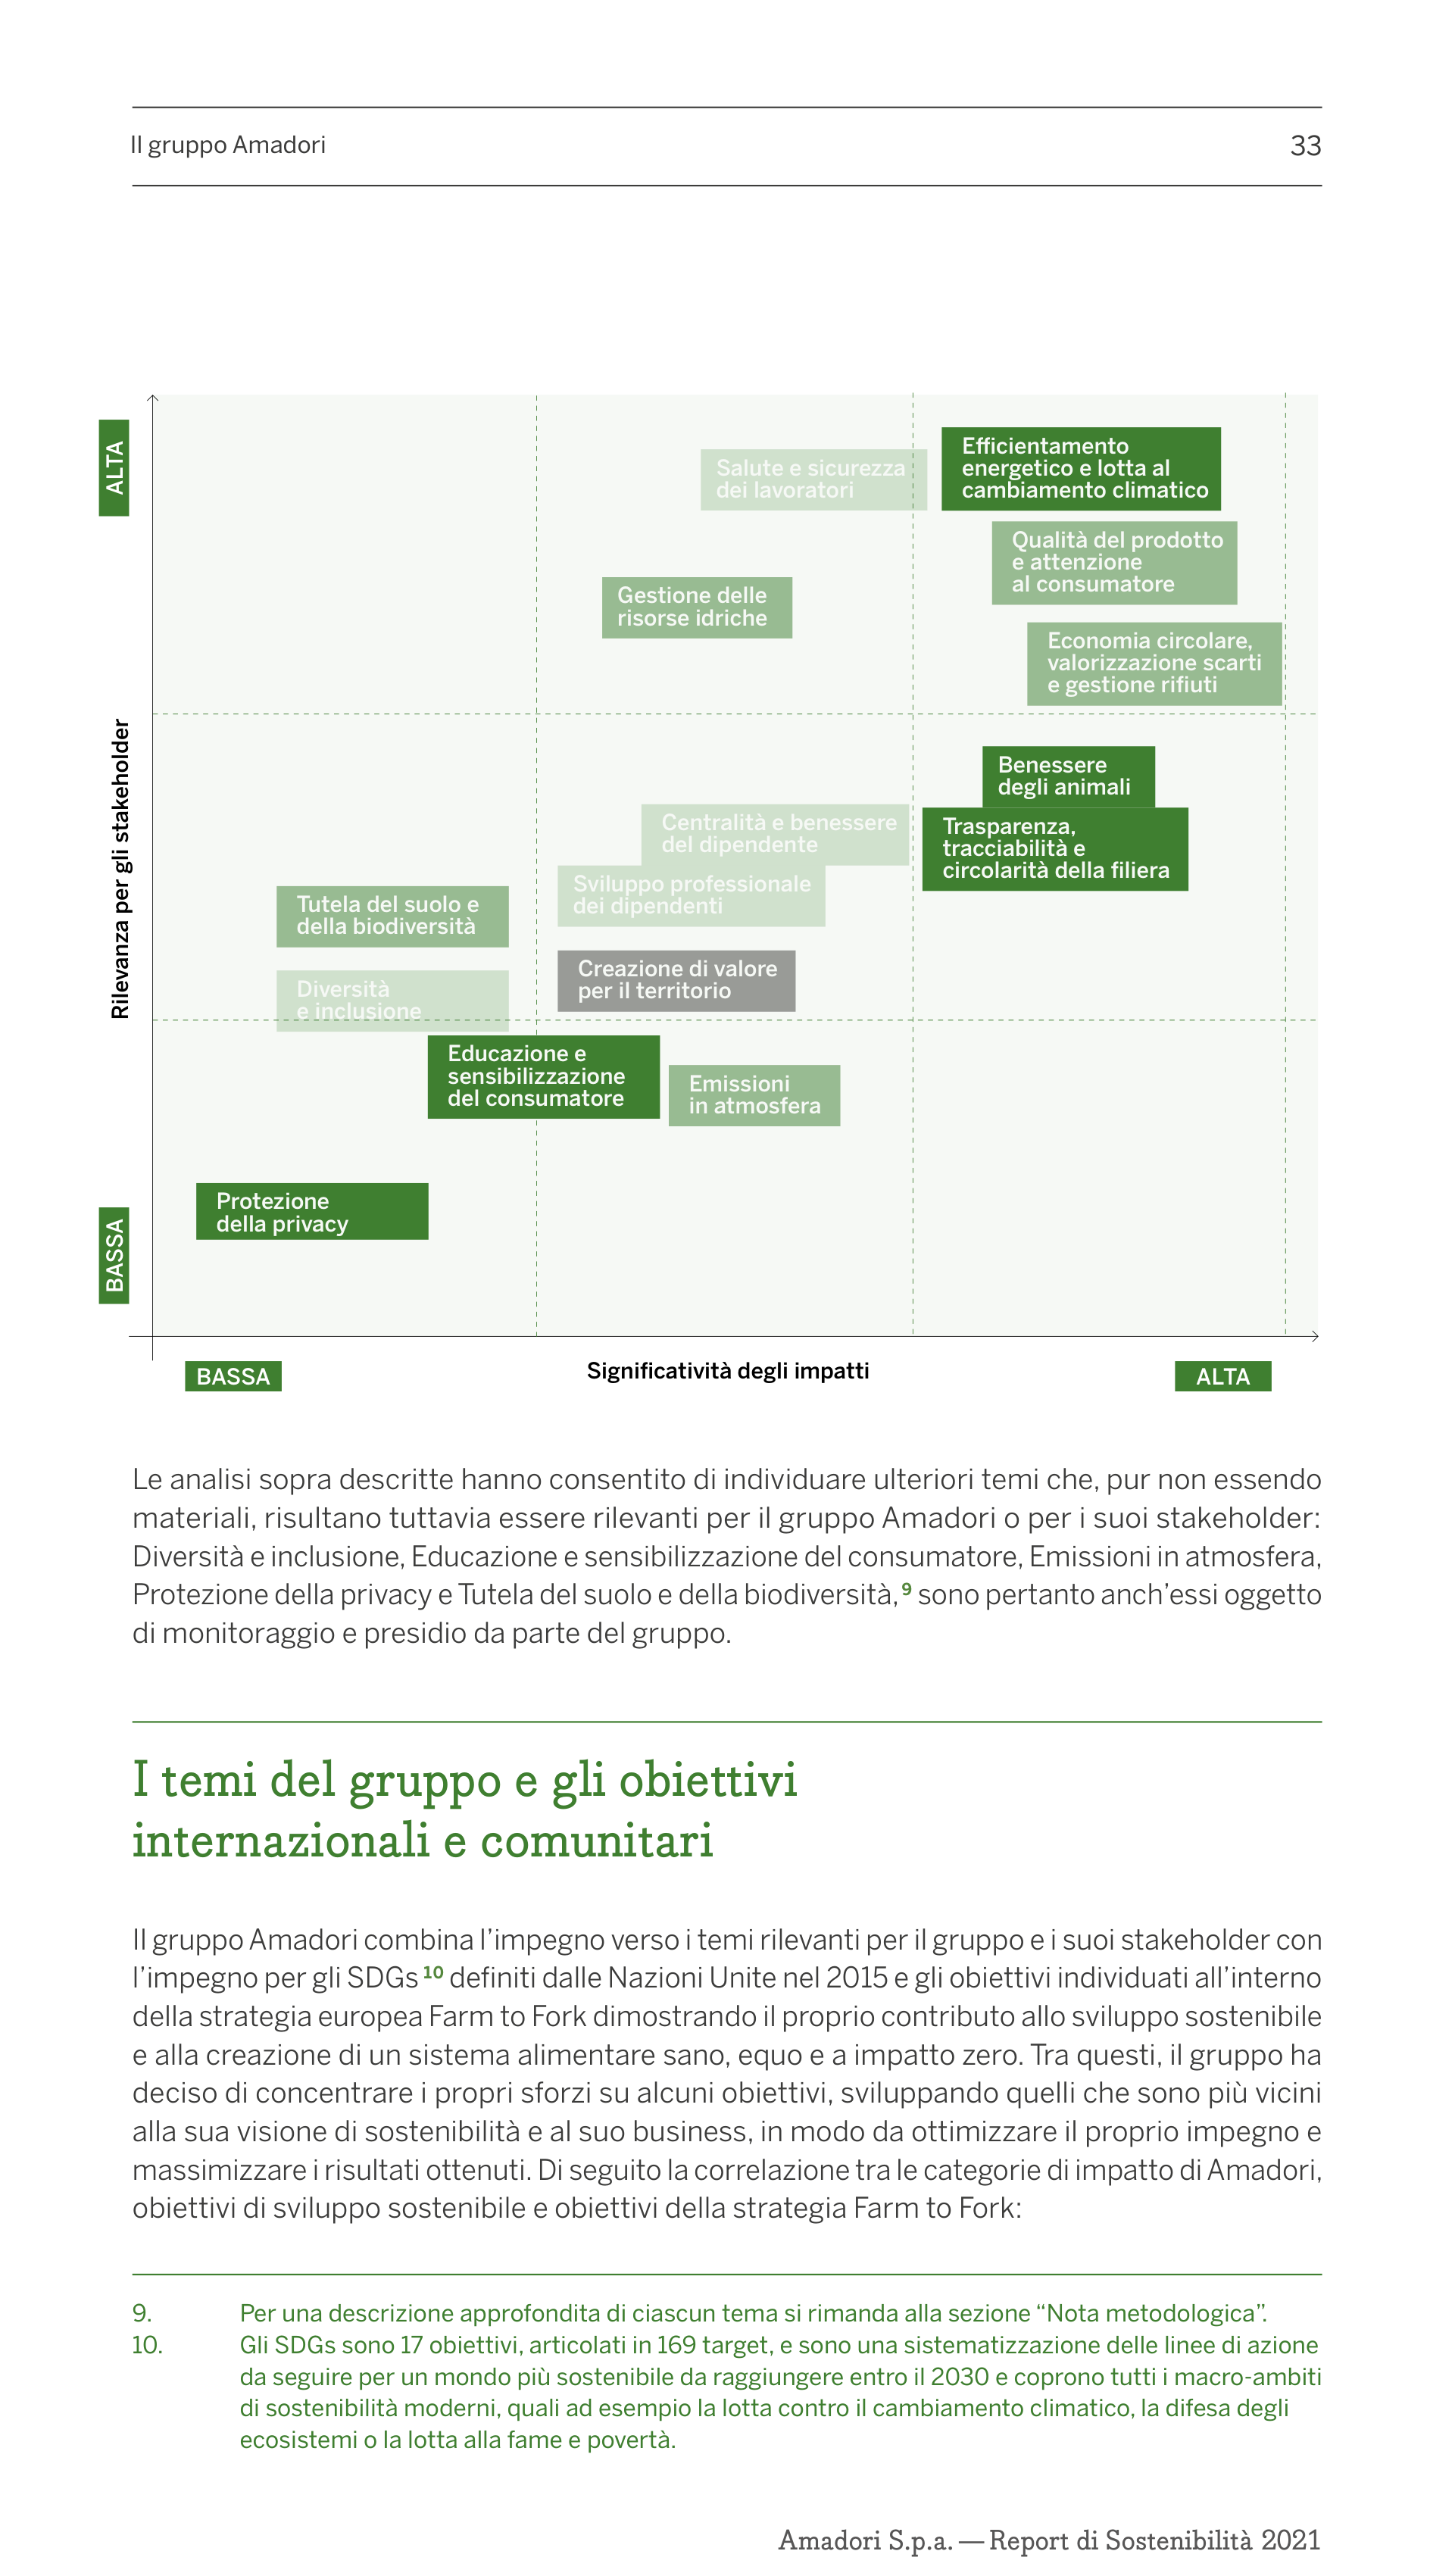 Il gruppo Amadori
33
ALTA
Salute e sicurezza
dei lavoratori
Efficientamento
energetico e lotta al
cambiamento climatico
Qualità del prodotto
e attenzione
al consumatore
Gestione delle
risorse idriche
Economia circolare,
valorizzazione scarti
e gestione rifiuti
Rilevanza per gli stakeholder
Benessere
degli animali
Centralità e benessere
del dipendente
Trasparenza,
tracciabilità e
circolarità della filiera
Sviluppo professionale
dei dipendenti
Tutela del suolo e
della biodiversità
Creazione di valore
per il territorio
Diversità
e inclusione
Educazione e
sensibilizzazione
del consumatore
Emissioni
in atmosfera
Protezione
della privacy
BASSA
BASSA
Significatività degli impatti
ALTA
Le analisi sopra descritte hanno consentito di individuare ulteriori temi che, pur non essendo
materiali, risultano tuttavia essere rilevanti per il gruppo Amadori o per i suoi stakeholder:
Diversità e inclusione, Educazione e sensibilizzazione del consumatore, Emissioni in atmosfera,
Protezione della privacy e Tutela del suolo e della biodiversità,⁹ sono pertanto anch’essi oggetto
di monitoraggio e presidio da parte del gruppo.
I temi del gruppo e gli obiettivi
internazionali e comunitari
Il gruppo Amadori combina l’impegno verso i temi rilevanti per il gruppo e i suoi stakeholder con
l’impegno per gli SDGs¹⁰ definiti dalle Nazioni Unite nel 2015 e gli obiettivi individuati all’interno
della strategia europea Farm to Fork dimostrando il proprio contributo allo sviluppo sostenibile
e alla creazione di un sistema alimentare sano, equo e a impatto zero. Tra questi, il gruppo ha
deciso di concentrare i propri sforzi su alcuni obiettivi, sviluppando quelli che sono più vicini
alla sua visione di sostenibilità e al suo business, in modo da ottimizzare il proprio impegno e
massimizzare i risultati ottenuti. Di seguito la correlazione tra le categorie di impatto di Amadori,
obiettivi di sviluppo sostenibile e obiettivi della strategia Farm to Fork:
9. Per una descrizione approfondita di ciascun tema si rimanda alla sezione “Nota metodologica”.
10. Gli SDGs sono 17 obiettivi, articolati in 169 target, e sono una sistematizzazione delle linee di azione
da seguire per un mondo più sostenibile da raggiungere entro il 2030 e coprono tutti i macro-ambiti
di sostenibilità moderni, quali ad esempio la lotta contro il cambiamento climatico, la difesa degli
ecosistemi o la lotta alla fame e povertà.
Amadori S.p.a. — Report di Sostenibilità 2021